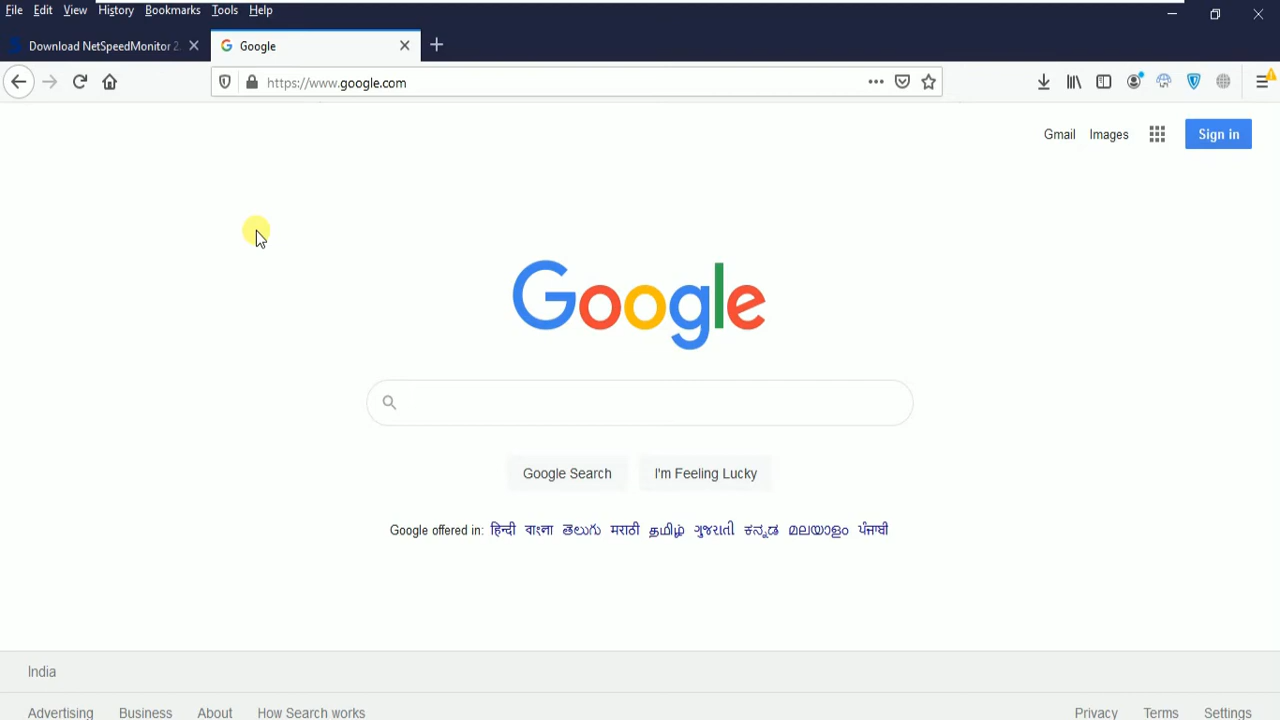 File Edit View History Bookmarks Tools Help
Download NetSpeedMonitor 2. Google
https://www.google.com
Gmail Images Sign in
Google
Google Search I'm Feeling Lucky
Google offered in: हिन्दी বাংলা తెలుగు मराठी தமிழ் ગુજરાતી ಕನ್ನಡ മലയാളം ਪੰਜਾਬੀ
India
Advertising Business About How Search works Privacy Terms Settings